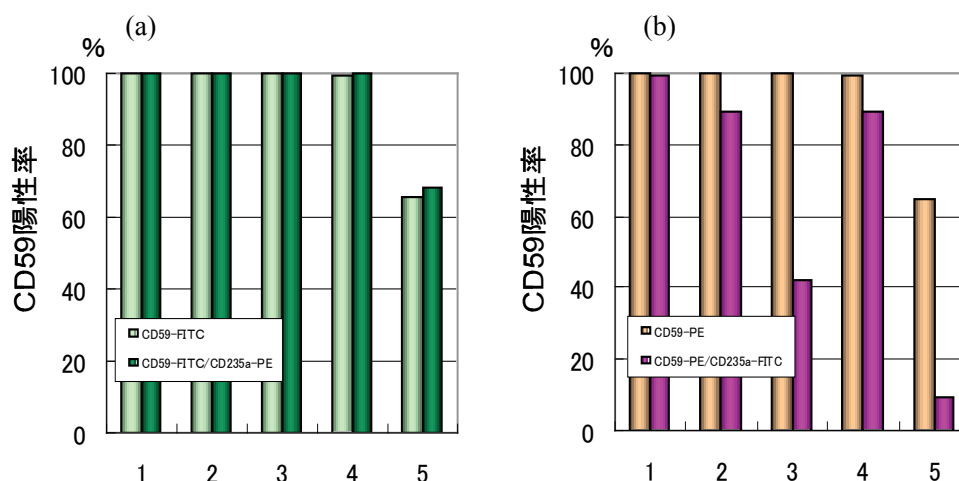 (a)
%
100
80
60
40
20
0
CD59陽性率
CD59-FITC
CD59-FITC/CD235a-PE
1 2 3 4 5
(b)
%
100
80
60
40
20
0
CD59陽性率
CD59-PE
CD59-PE/CD235a-FITC
1 2 3 4 5